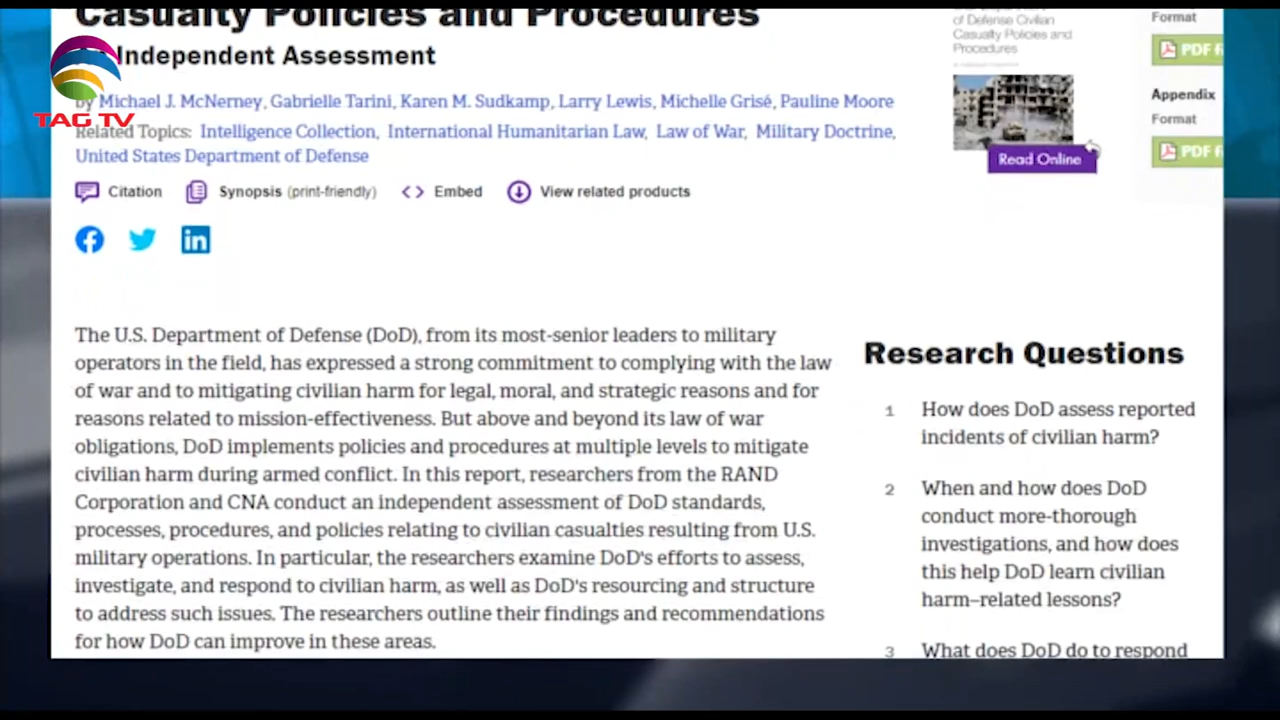 Casualty Policies and Procedures
Independent Assessment
by Michael J. McNerney, Gabrielle Tarini, Karen M. Sudkamp, Larry Lewis, Michelle Grisé, Pauline Moore
TAG TV
Related Topics: Intelligence Collection, International Humanitarian Law, Law of War, Military Doctrine,
United States Department of Defense
Citation
Synopsis (print-friendly)
Embed
View related products
in
The U.S. Department of Defense (DoD), from its most-senior leaders to military
operators in the field, has expressed a strong commitment to complying with the law
of war and to mitigating civilian harm for legal, moral, and strategic reasons and for
reasons related to mission-effectiveness. But above and beyond its law of war
obligations, DoD implements policies and procedures at multiple levels to mitigate
civilian harm during armed conflict. In this report, researchers from the RAND
Corporation and CNA conduct an independent assessment of DoD standards,
processes, procedures, and policies relating to civilian casualties resulting from U.S.
military operations. In particular, the researchers examine DoD's efforts to assess,
investigate, and respond to civilian harm, as well as DoD's resourcing and structure
to address such issues. The researchers outline their findings and recommendations
for how DoD can improve in these areas.
of Defense Civilian
Casualty Policies and
Procedures
Read Online
Format
PDF
Appendix
Format
PDF
Research Questions
1 How does DoD assess reported
incidents of civilian harm?
2 When and how does DoD
conduct more-thorough
investigations, and how does
this help DoD learn civilian
harm–related lessons?
3 What does DoD do to respond